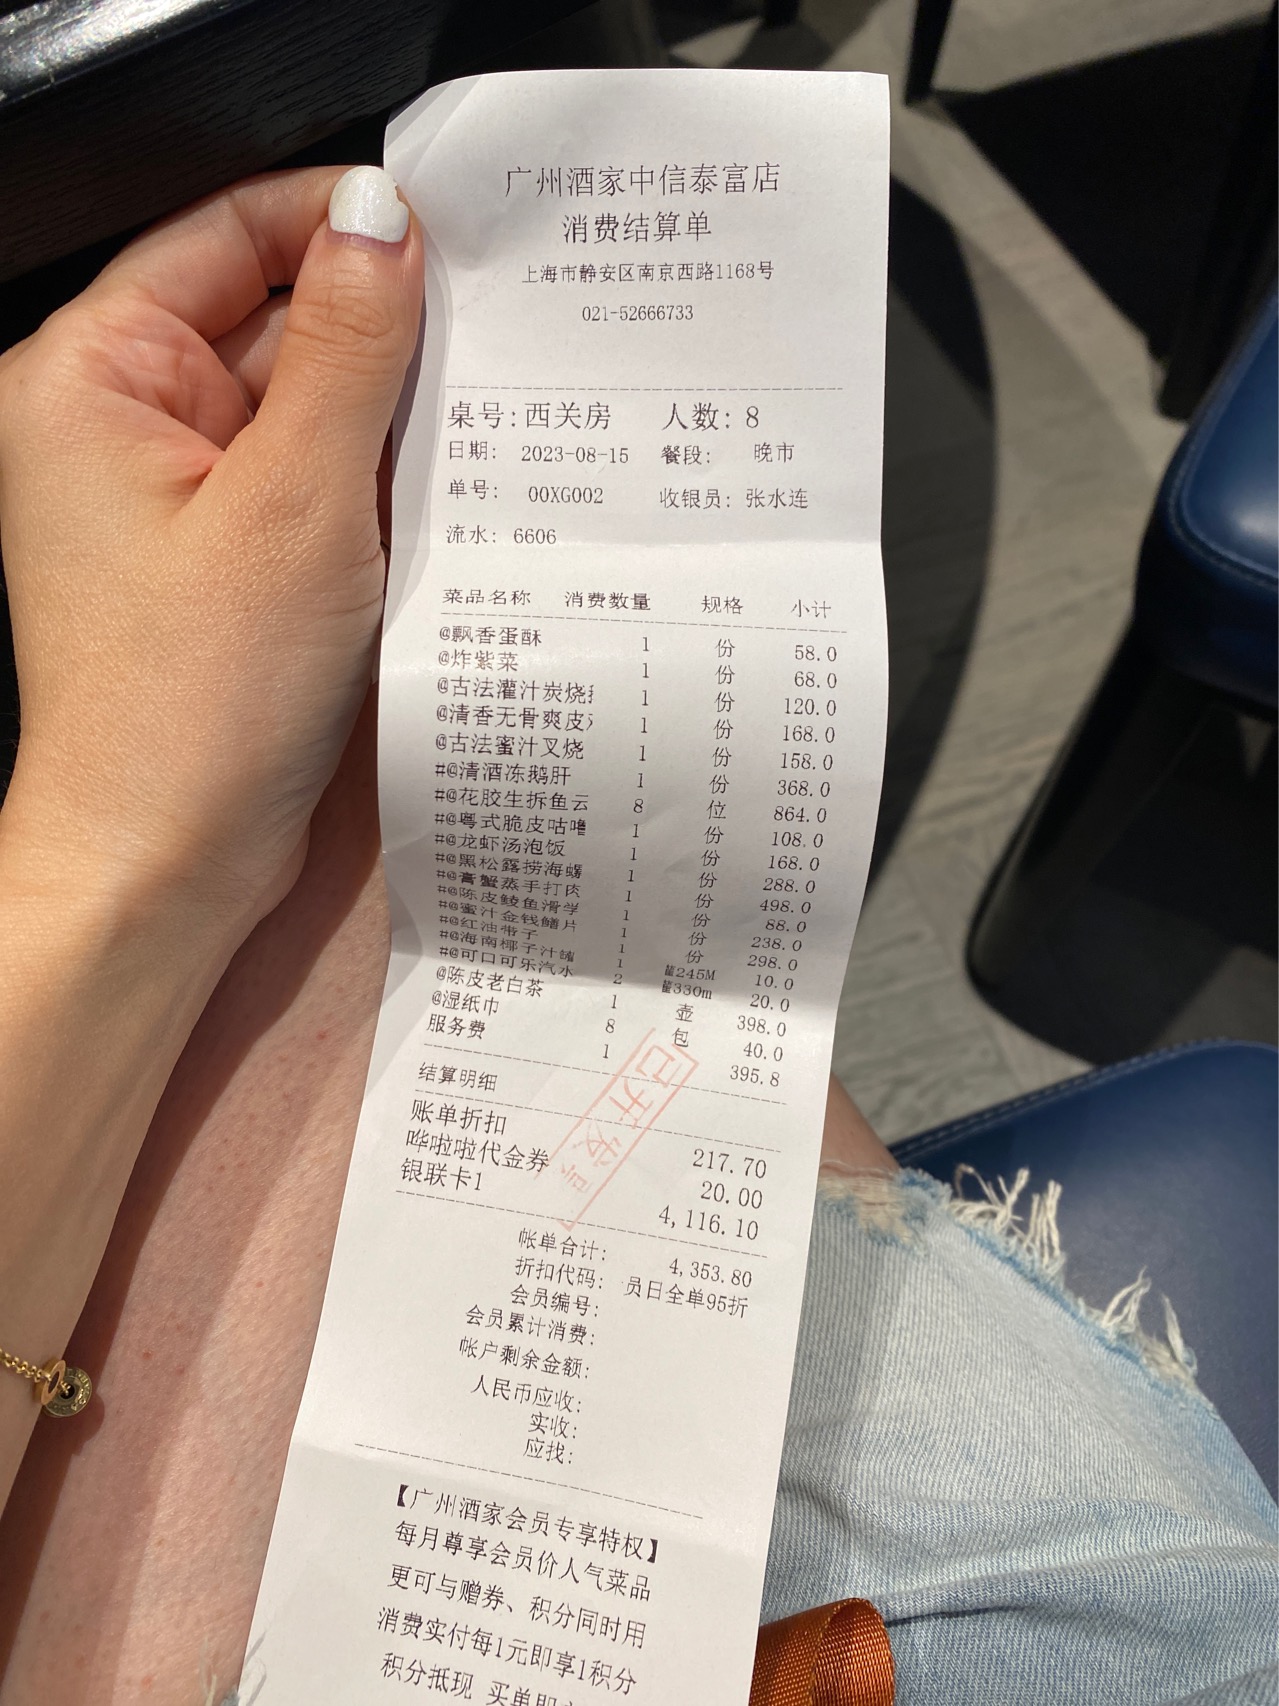 广州酒家中信泰富店
消费结算单
上海市静安区南京西路1168号
021-52666733
桌号:西关房 人数: 8
日期: 2023-08-15 餐段: 晚市
单号: 00XG002 收银员: 张水连
流水: 6606
菜品名称 消费数量 规格 小计
@飘香蛋酥 1 份 58.0
@炸紫菜 1 份 68.0
@古法灌汁炭烧 1 份 120.0
@清香无骨爽皮 1 份 168.0
@古法蜜汁叉烧 1 份 158.0
#@清酒冻鹅肝 1 份 368.0
#@花胶生拆鱼云 8 位 864.0
#@粤式脆皮咕噜 1 份 108.0
#@龙虾汤泡饭 1 份 168.0
#@黑松露捞海螺 1 份 288.0
#@膏蟹蒸手打肉 1 份 498.0
#@陈皮鲮鱼滑学 1 份 88.0
#@蜜汁金钱鳝片 1 份 238.0
#@红油带子 1 份 298.0
#@海南椰子汁罐 1 罐245M 10.0
#@可口可乐汽水 2 罐330m 20.0
@陈皮老白茶 1 壶 398.0
@湿纸巾 8 包 40.0
服务费 1 395.8
结算明细
已开发票
账单折扣 217.70
哗啦啦代金券 20.00
银联卡1 4,116.10
帐单合计: 4,353.80
折扣代码: 员日全单95折
会员编号:
会员累计消费:
帐户剩余金额:
人民币应收:
实收:
应找:
【广州酒家会员专享特权】
每月尊享会员价人气菜品
更可与赠券、积分同时用
消费实付每1元即享1积分
积分抵现 买单即